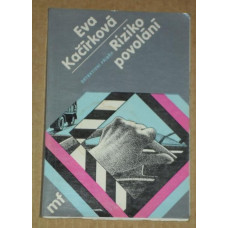 Eva
Kačírková
Riziko
povolání
mf